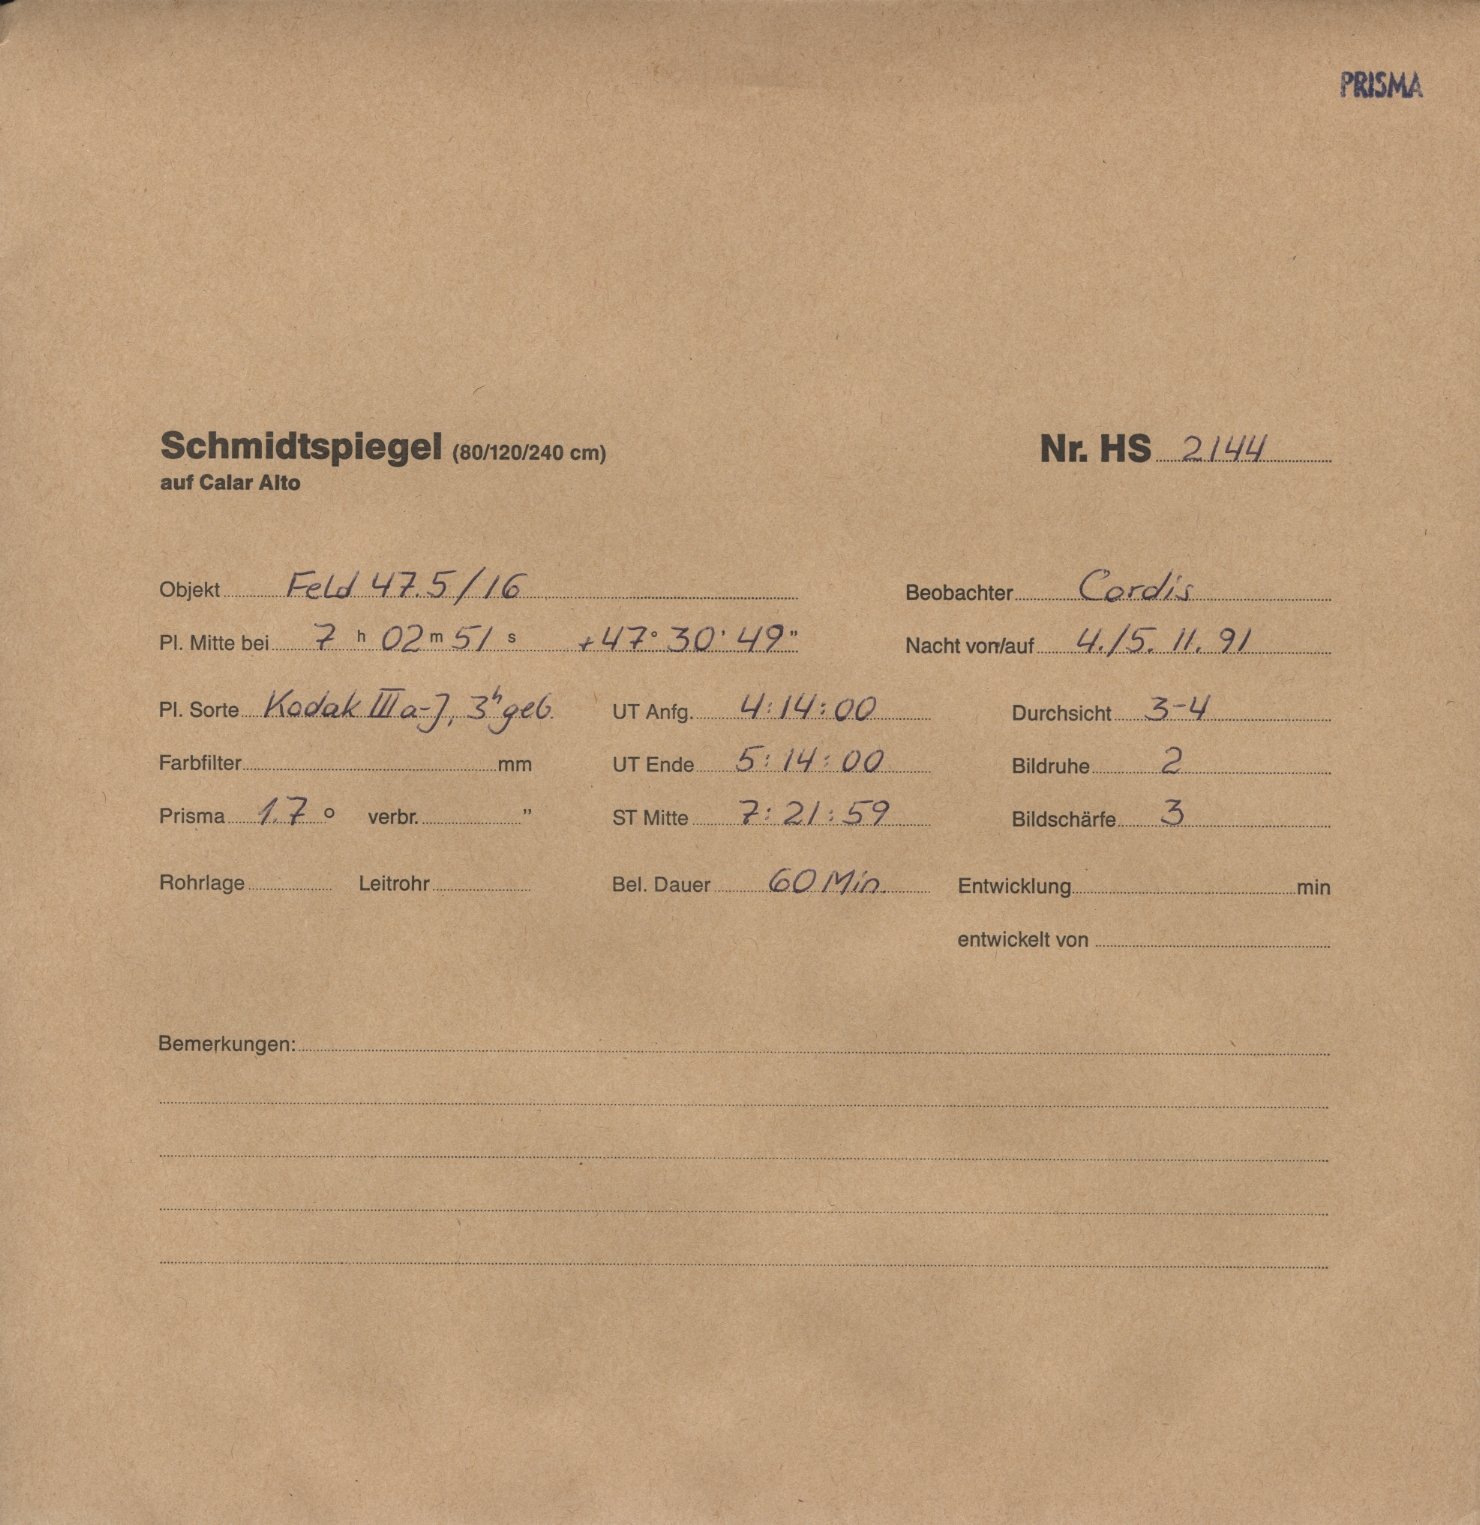 PRISMA
Schmidtspiegel (80/120/240 cm)
auf Calar Alto
Nr. HS 2144
Objekt Feld 47.5/16
Beobachter Cordis
Pl. Mitte bei 7 h 02 m 51 s +47° 30' 49"
Nacht von/auf 4./5. 11. 91
Pl. Sorte Kodak IIIa-J, 3h geb.
UT Anfg. 4:14:00
Durchsicht 3-4
Farbfilter mm
UT Ende 5:14:00
Bildruhe 2
Prisma 1.7 ° verbr. "
ST Mitte 7:21:59
Bildschärfe 3
Rohrlage Leitrohr
Bel. Dauer 60 Min.
Entwicklung min
entwickelt von
Bemerkungen: